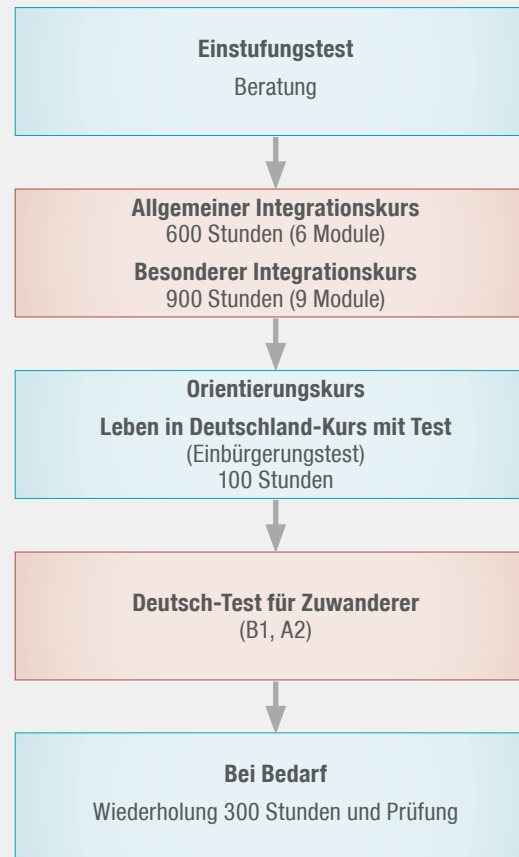 Einstufungstest
Beratung
Allgemeiner Integrationskurs
600 Stunden (6 Module)
Besonderer Integrationskurs
900 Stunden (9 Module)
Orientierungskurs
Leben in Deutschland-Kurs mit Test
(Einbürgerungstest)
100 Stunden
Deutsch-Test für Zuwanderer
(B1, A2)
Bei Bedarf
Wiederholung 300 Stunden und Prüfung